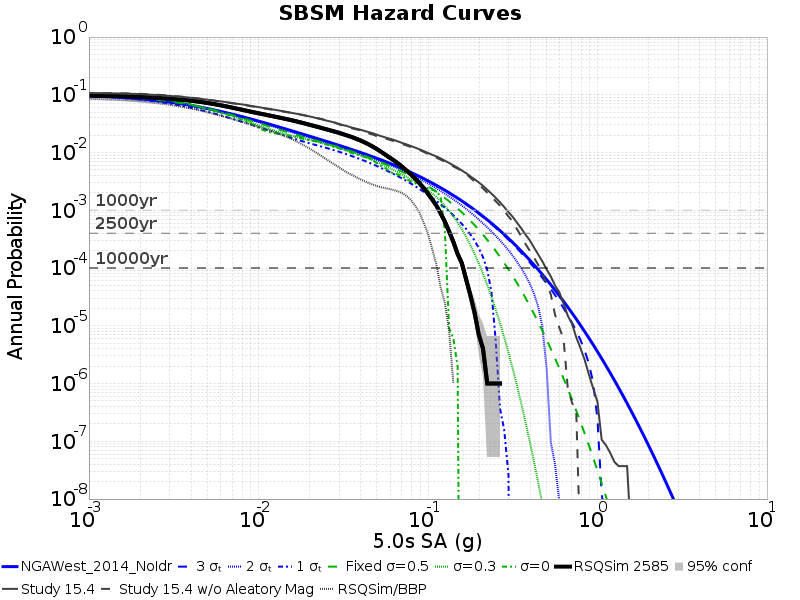 SBSM Hazard Curves
10^0
10^-1
10^-2
10^-3
10^-4
10^-5
10^-6
10^-7
10^-8
Annual Probability
1000yr
2500yr
10000yr
10^-3 10^-2 10^-1 10^0 10^1
5.0s SA (g)
NGAWest_2014_NoIdr 3 σₜ 2 σₜ 1 σₜ Fixed σ=0.5 σ=0.3 σ=0 RSQSim 2585 95% conf
Study 15.4 Study 15.4 w/o Aleatory Mag RSQSim/BBP